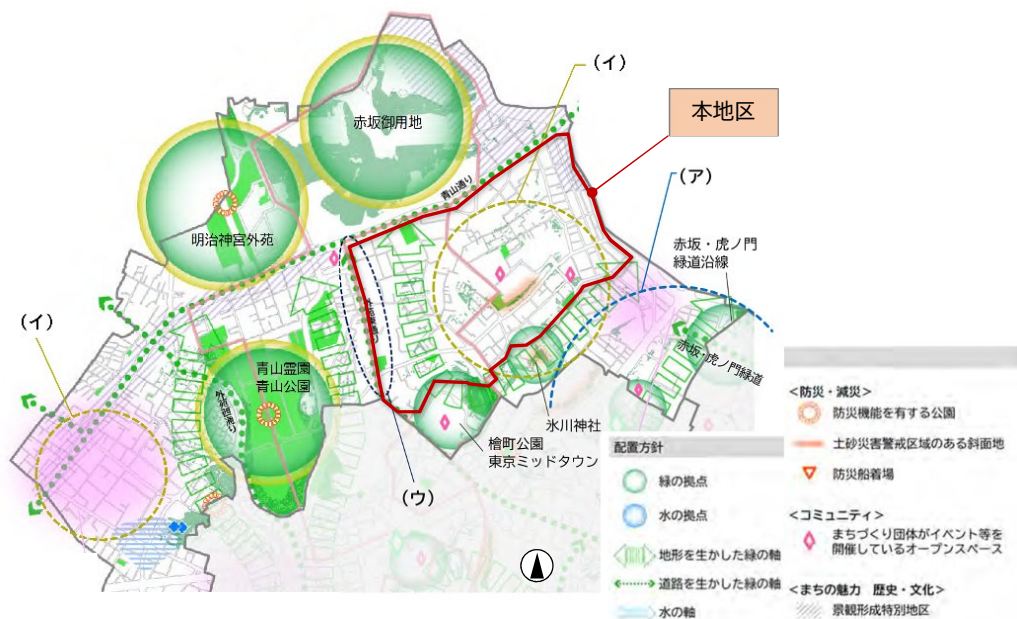 (イ)
本地区
赤坂御用地
(ア)
青山通り
明治神宮外苑
赤坂・虎ノ門
緑道沿線
(イ)
青山霊園
青山公園
外苑西通り
赤坂・虎ノ門緑道
氷川神社
檜町公園
東京ミッドタウン
(ウ)
配置方針
緑の拠点
水の拠点
地形を生かした緑の軸
道路を生かした緑の軸
水の軸
<防災・減災>
防災機能を有する公園
土砂災害警戒区域のある斜面地
防災船着場
<コミュニティ>
まちづくり団体がイベント等を
開催しているオープンスペース
<まちの魅力 歴史・文化>
景観形成特別地区